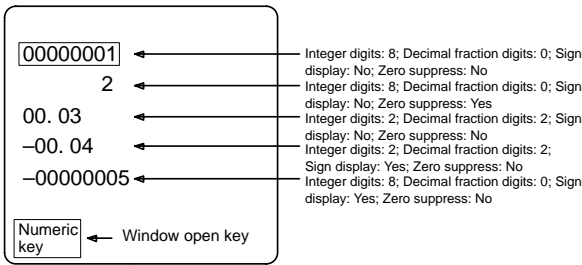 00000001
Integer digits: 8; Decimal fraction digits: 0; Sign
display: No; Zero suppress: No
2
Integer digits: 8; Decimal fraction digits: 0; Sign
display: No; Zero suppress: Yes
00. 03
Integer digits: 2; Decimal fraction digits: 2; Sign
display: No; Zero suppress: No
–00. 04
Integer digits: 2; Decimal fraction digits: 2;
Sign display: Yes; Zero suppress: No
–00000005
Integer digits: 8; Decimal fraction digits: 0; Sign
display: Yes; Zero suppress: No
Numeric
key
Window open key